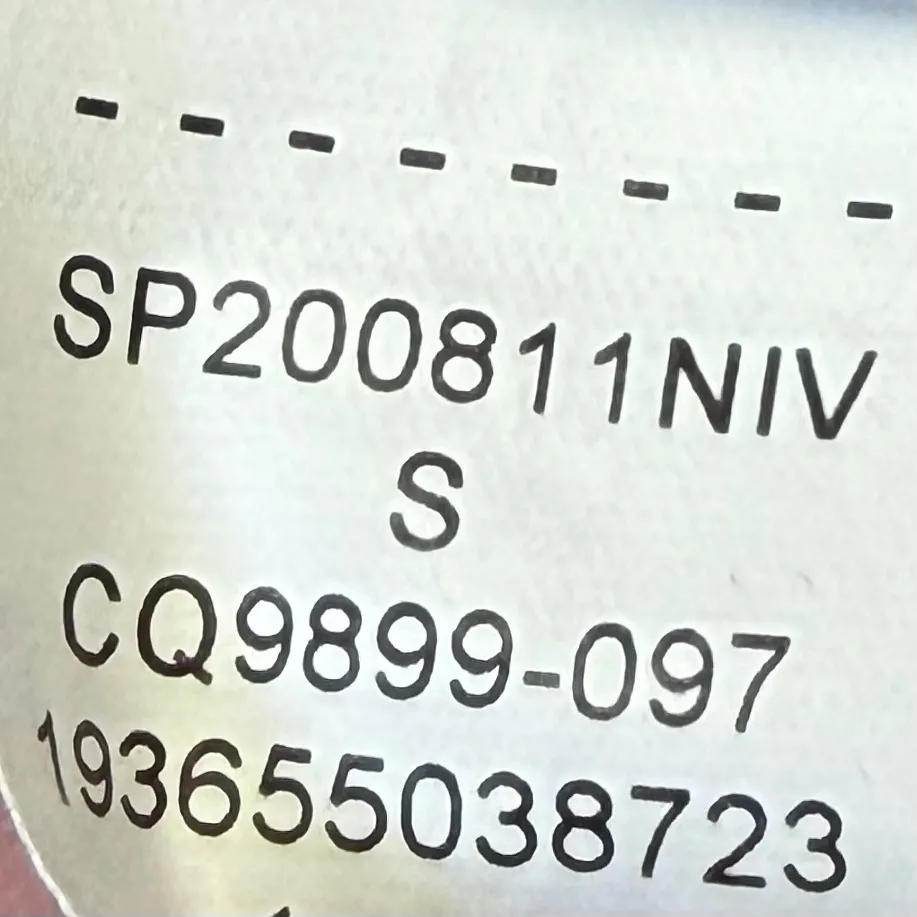 - - - - - - - -
SP200811NIV
S
CQ9899-097
193655038723